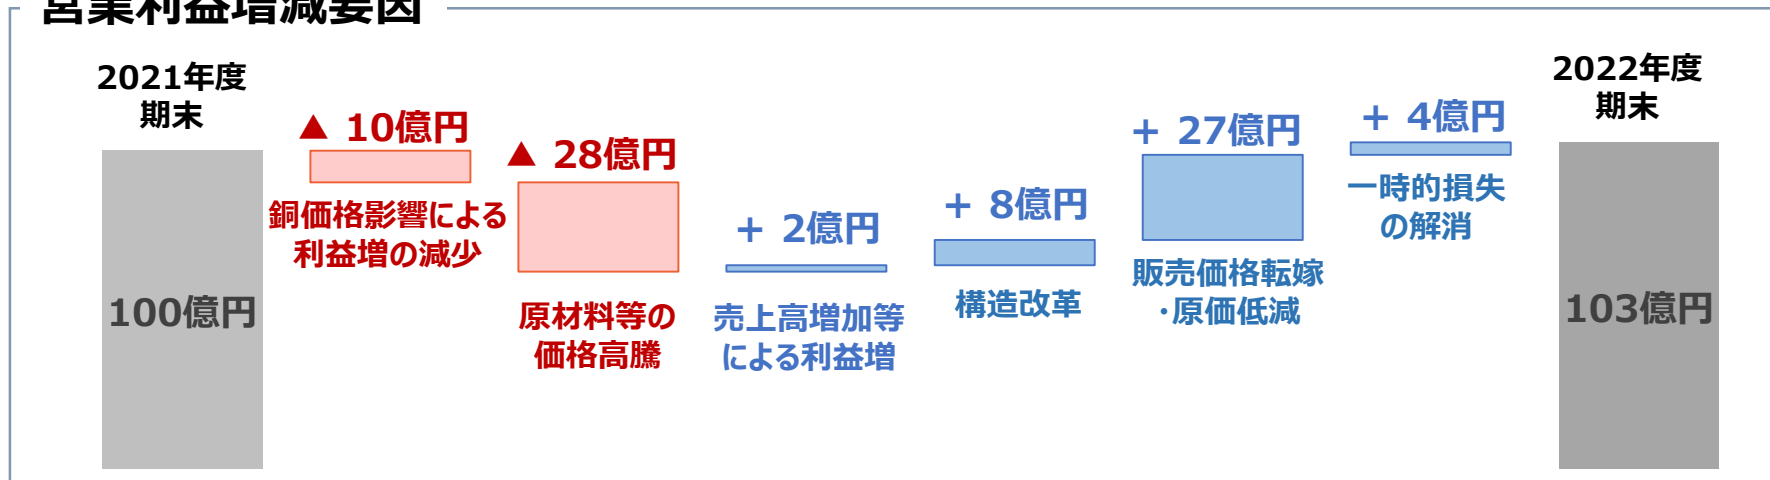 営業利益増減要因
2021年度
期末
100億円
▲ 10億円
銅価格影響による
利益増の減少
▲ 28億円
原材料等の
価格高騰
+ 2億円
売上高増加等
による利益増
+ 8億円
構造改革
+ 27億円
販売価格転嫁
・原価低減
+ 4億円
一時的損失
の解消
2022年度
期末
103億円